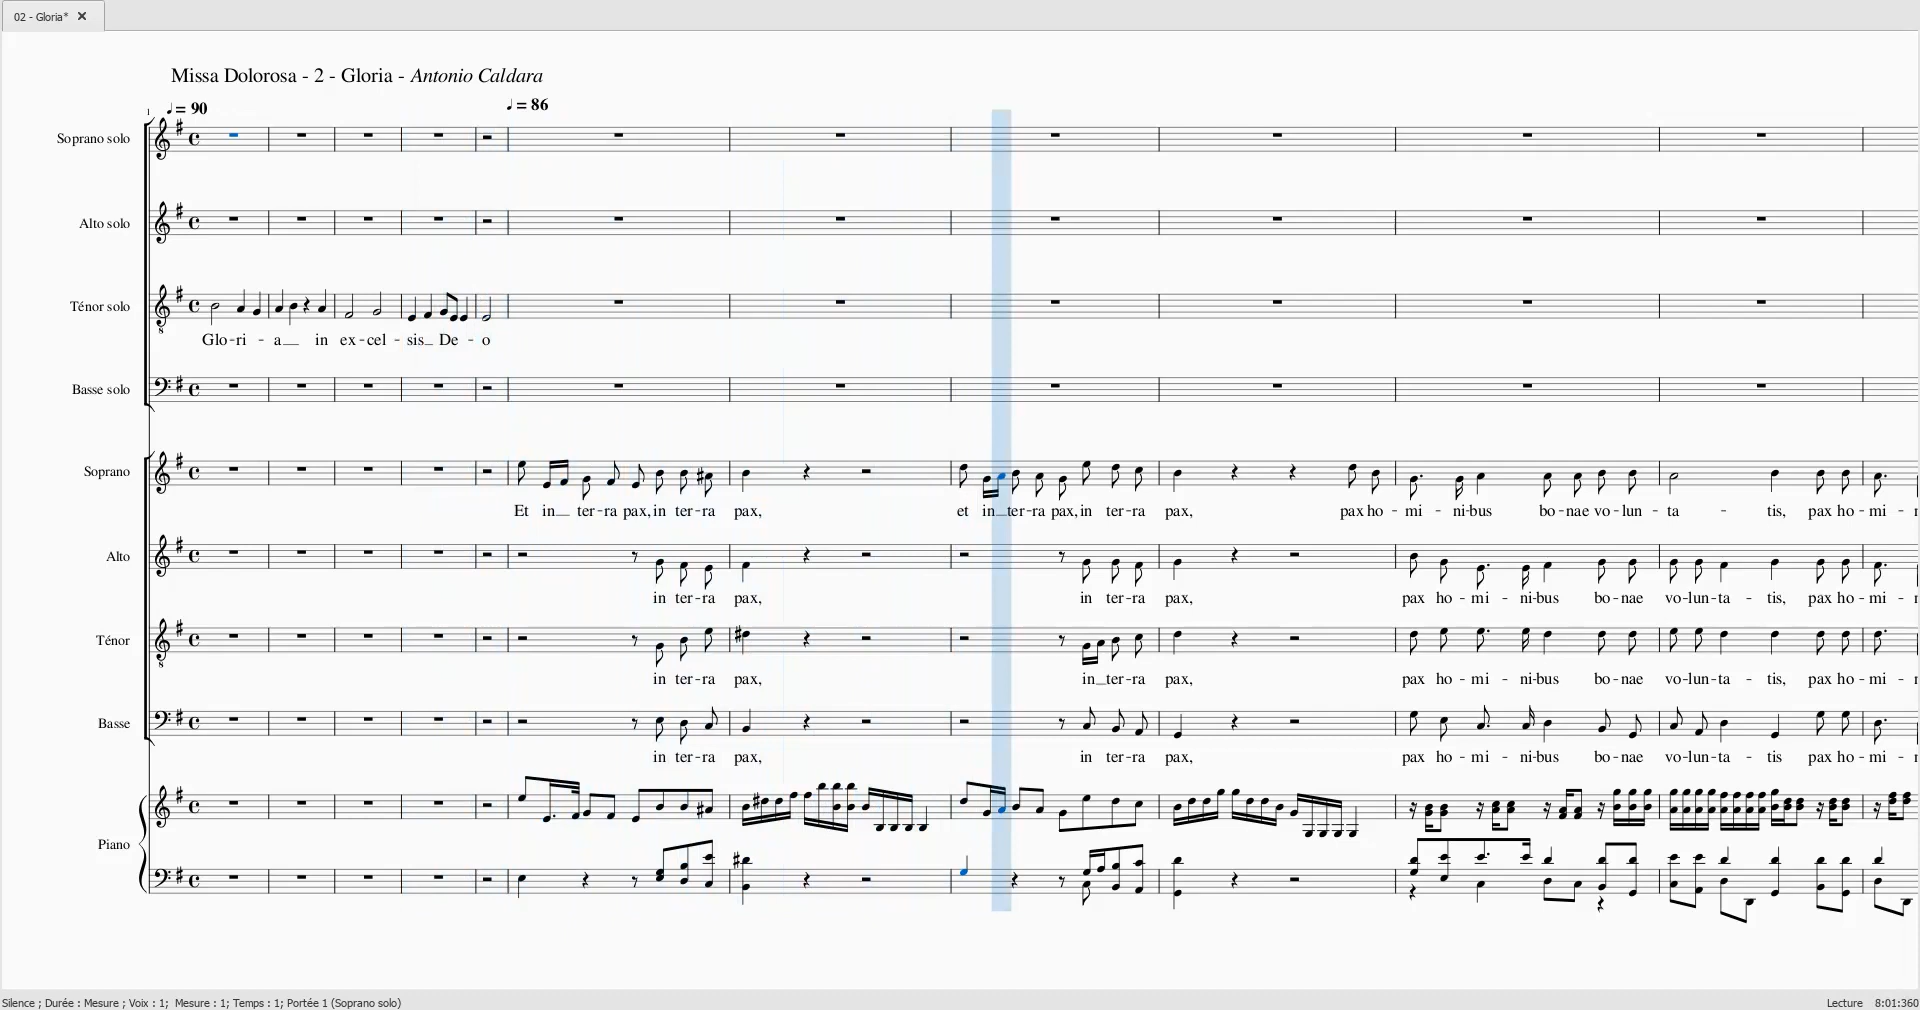 02 - Gloria* ✕
Missa Dolorosa - 2 - Gloria - Antonio Caldara
1
♩ = 90
♩ = 86
Soprano solo
Alto solo
Ténor solo
Glo - ri - a__ in ex - cel - sis_ De - o
Basse solo
Soprano
Et in__ ter - ra pax, in ter - ra pax, et in__ ter - ra pax, in ter - ra pax, pax ho - mi - ni - bus bo - nae vo - lun - ta - tis, pax ho - mi -
Alto
in ter - ra pax, in ter - ra pax, pax ho - mi - ni - bus bo - nae vo - lun - ta - tis, pax ho - mi -
Ténor
in ter - ra pax, in__ ter - ra pax, pax ho - mi - ni - bus bo - nae vo - lun - ta - tis, pax ho - mi -
Basse
in ter - ra pax, in ter - ra pax, pax ho - mi - ni - bus bo - nae vo - lun - ta - tis pax ho - mi -
Piano
Silence ; Durée : Mesure ; Voix : 1; Mesure : 1; Temps : 1; Portée 1 (Soprano solo)
Lecture 8:01:360